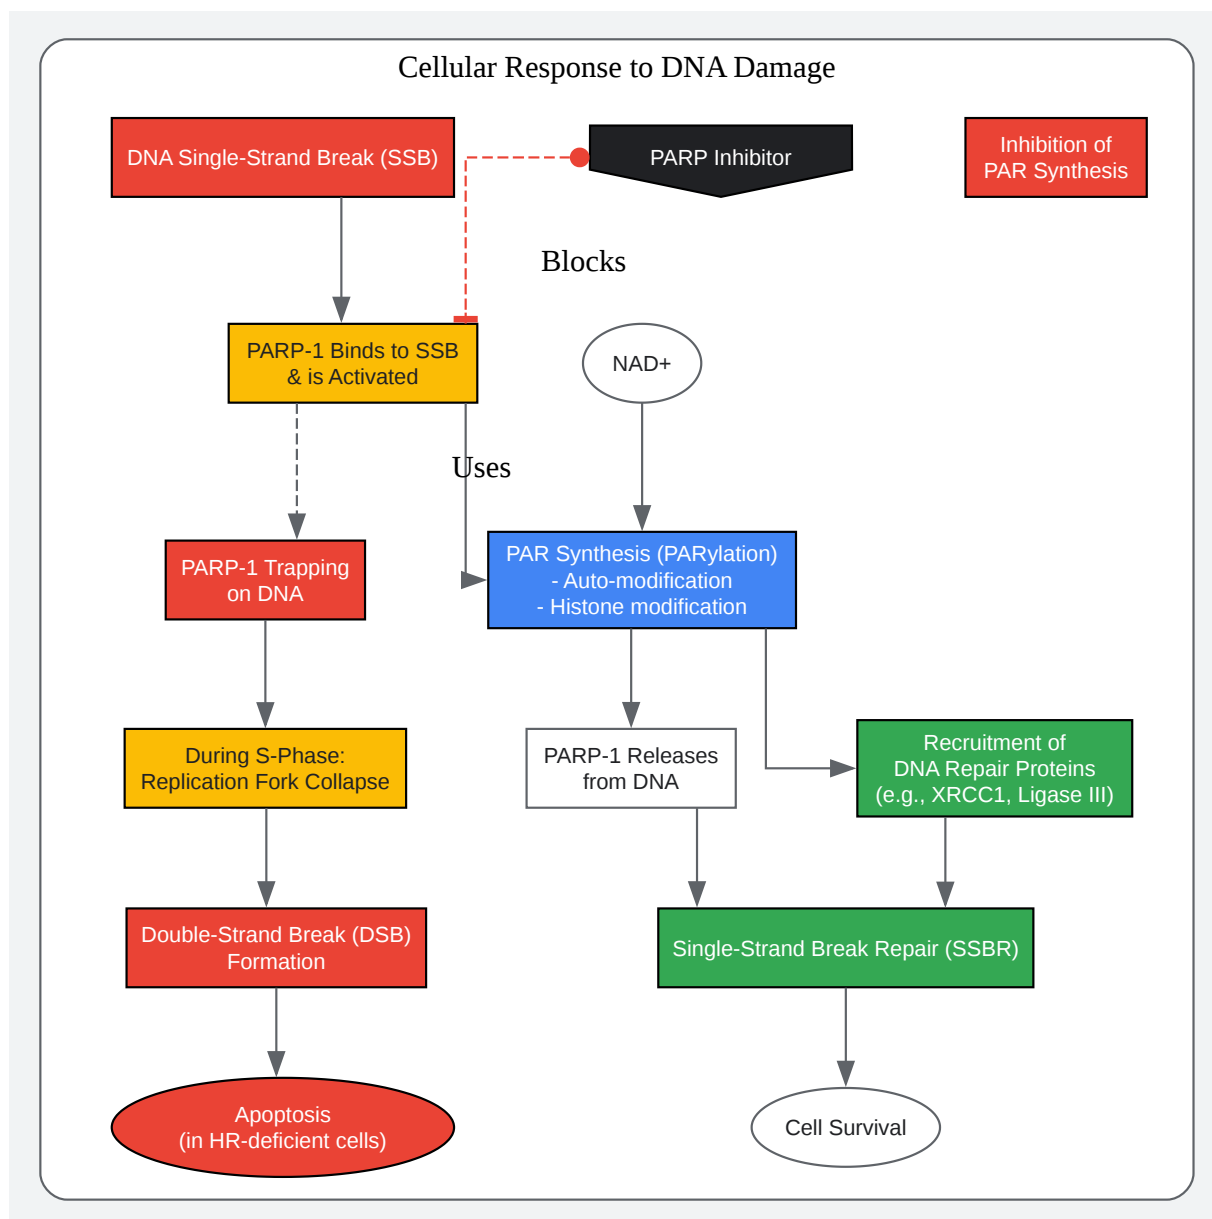 Cellular Response to DNA Damage
DNA Single-Strand Break (SSB)
PARP Inhibitor
Inhibition of
PAR Synthesis
Blocks
PARP-1 Binds to SSB
& is Activated
NAD+
Uses
PARP-1 Trapping
on DNA
PAR Synthesis (PARylation)
- Auto-modification
- Histone modification
During S-Phase:
Replication Fork Collapse
PARP-1 Releases
from DNA
Recruitment of
DNA Repair Proteins
(e.g., XRCC1, Ligase III)
Double-Strand Break (DSB)
Formation
Single-Strand Break Repair (SSBR)
Apoptosis
(in HR-deficient cells)
Cell Survival